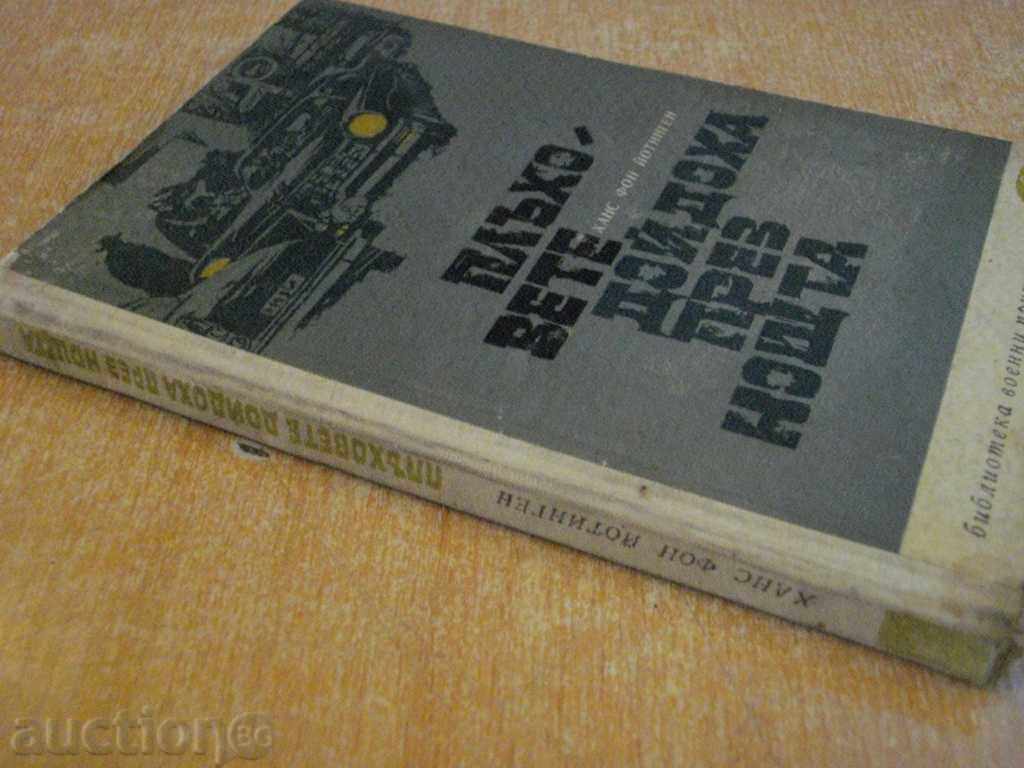 ХАНС ФОН ЙОТИНГЕН
ПЛЪХО-
ВЕТЕ
ДОЙДОХА
ПРЕЗ
НОЩТА
библиотека военни
ХАНС ФОН ЙОТИНГЕН
ПЛЪХОВЕТЕ ДОЙДОХА ПРЕЗ НОЩТА
auction BG